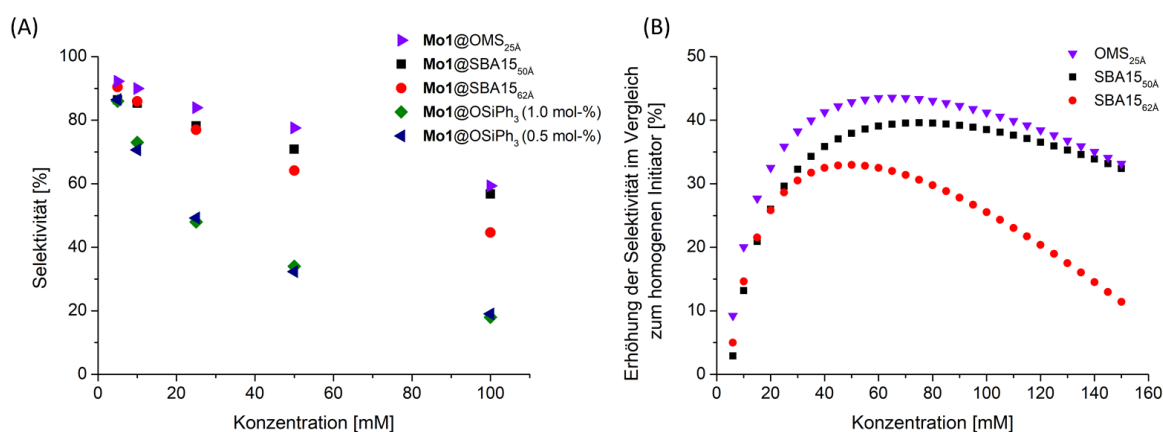 (A)
Mo1@OMS25Å
Mo1@SBA1550Å
Mo1@SBA1562Å
Mo1@OSiPh3 (1.0 mol-%)
Mo1@OSiPh3 (0.5 mol-%)
Selektivität [%]
100
80
60
40
20
0
0 20 40 60 80 100
Konzentration [mM]
(B)
OMS25Å
SBA1550Å
SBA1562Å
Erhöhung der Selektivität im Vergleich
zum homogenen Initiator [%]
50
40
30
20
10
0
0 20 40 60 80 100 120 140 160
Konzentration [mM]